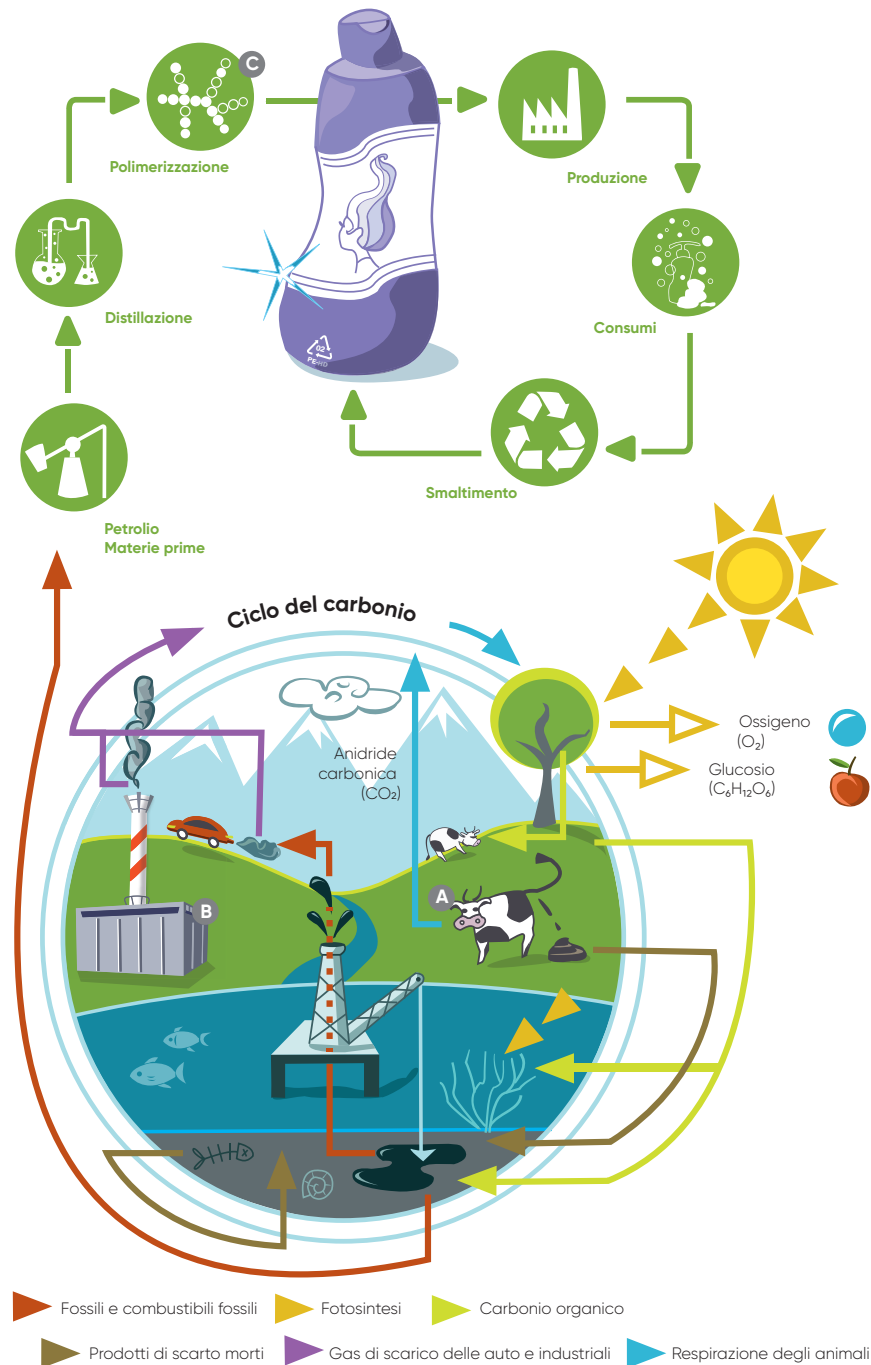 C
Polimerizzazione
Produzione
Distillazione
Consumi
02
PE-HD
Smaltimento
Petrolio
Materie prime
Ciclo del carbonio
Ossigeno
(O₂)
Anidride
carbonica
(CO₂)
Glucosio
(C₆H₁₂O₆)
A
B
Fossili e combustibili fossili
Fotosintesi
Carbonio organico
Prodotti di scarto morti
Gas di scarico delle auto e industriali
Respirazione degli animali